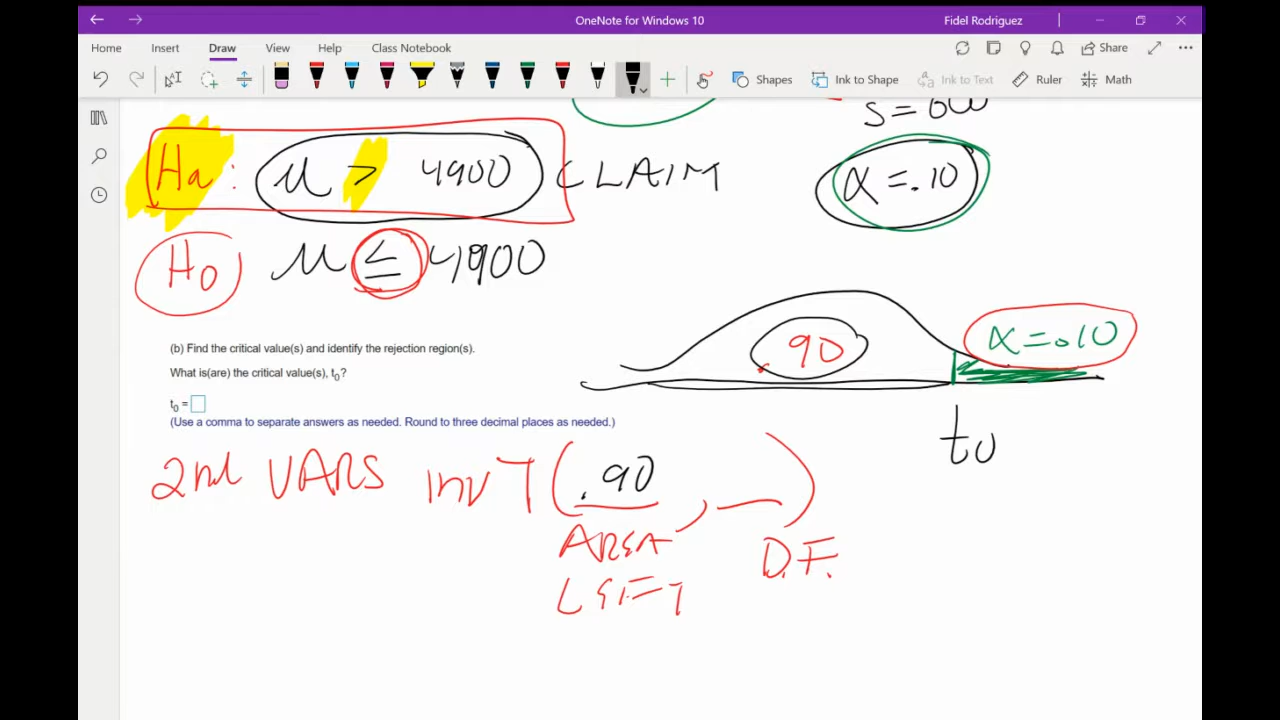 OneNote for Windows 10
Fidel Rodriguez
Home Insert Draw View Help Class Notebook Share
Shapes Ink to Shape Ink to Text Ruler Math
Ha: μ > 4900 CLAIM
α = .10
H0 μ ≤ 4900
α = .10
.90
(b) Find the critical value(s) and identify the rejection region(s).
What is(are) the critical value(s), t0?
t0 =
(Use a comma to separate answers as needed. Round to three decimal places as needed.)
t0
2nd VARS inv T (.90, __)
AREA D.F.
LEFT